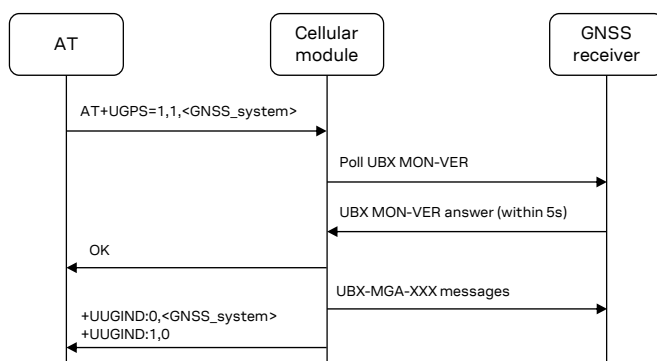 AT
Cellular
module
GNSS
receiver
AT+UGPS=1,1,<GNSS_system>
Poll UBX MON-VER
UBX MON-VER answer (within 5s)
OK
UBX-MGA-XXX messages
+UUGIND:0,<GNSS_system>
+UUGIND:1,0